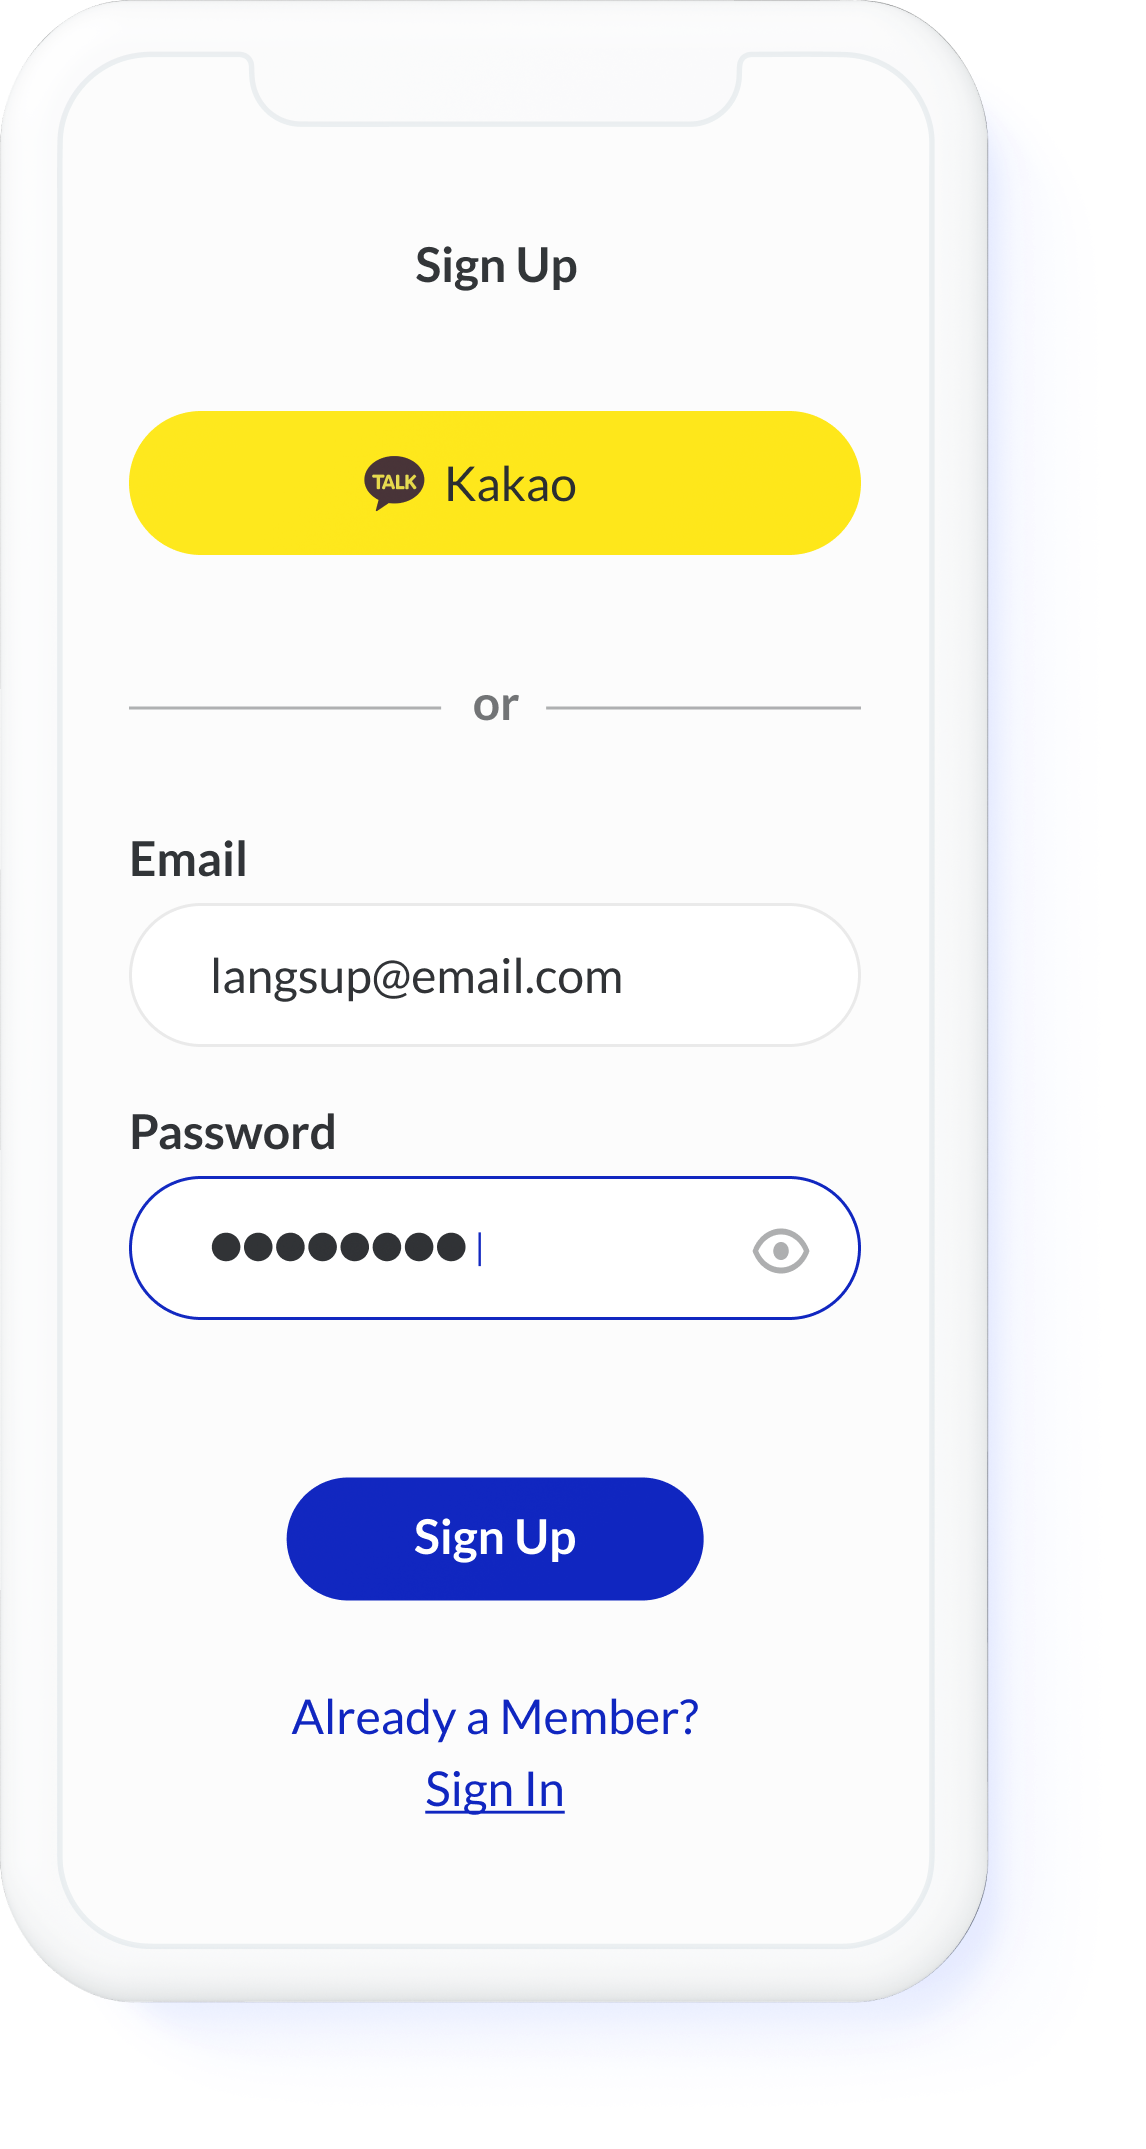 Sign Up
TALK Kakao
or
Email
langsup@email.com
Password
●●●●●●●●
Sign Up
Already a Member?
Sign In